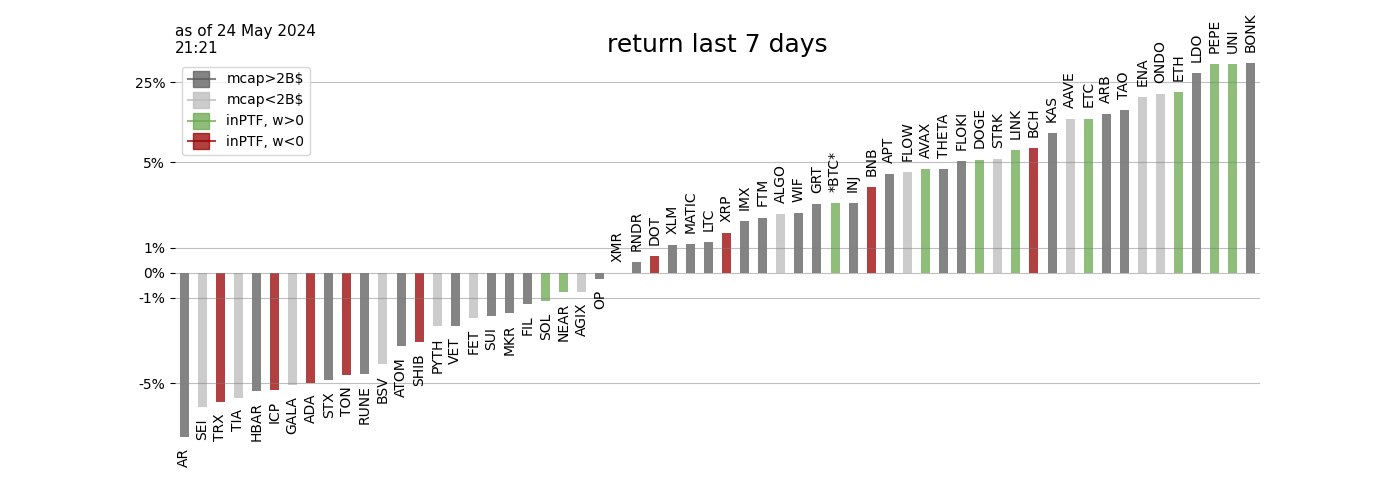 as of 24 May 2024
21:21
return last 7 days
mcap>2B$
mcap<2B$
inPTF, w>0
inPTF, w<0
25%
5%
1%
0%
-1%
-5%
AR
SEI
TRX
TIA
HBAR
ICP
GALA
ADA
STX
TON
RUNE
BSV
ATOM
SHIB
PYTH
VET
FET
SUI
MKR
FIL
SOL
NEAR
AGIX
OP
XMR
RNDR
DOT
XLM
MATIC
LTC
XRP
IMX
FTM
ALGO
WIF
GRT
*BTC*
INJ
BNB
APT
FLOW
AVAX
THETA
FLOKI
DOGE
STRK
LINK
BCH
KAS
AAVE
ETC
ARB
TAO
ENA
ONDO
ETH
LDO
PEPE
UNI
BONK